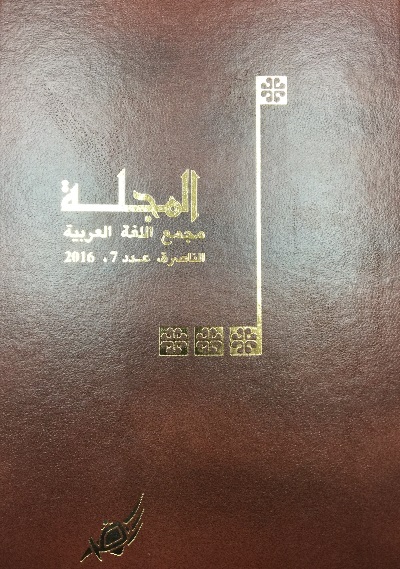 المجلة
مجمع اللغة العربية
الناصرة، عدد 7، 2016